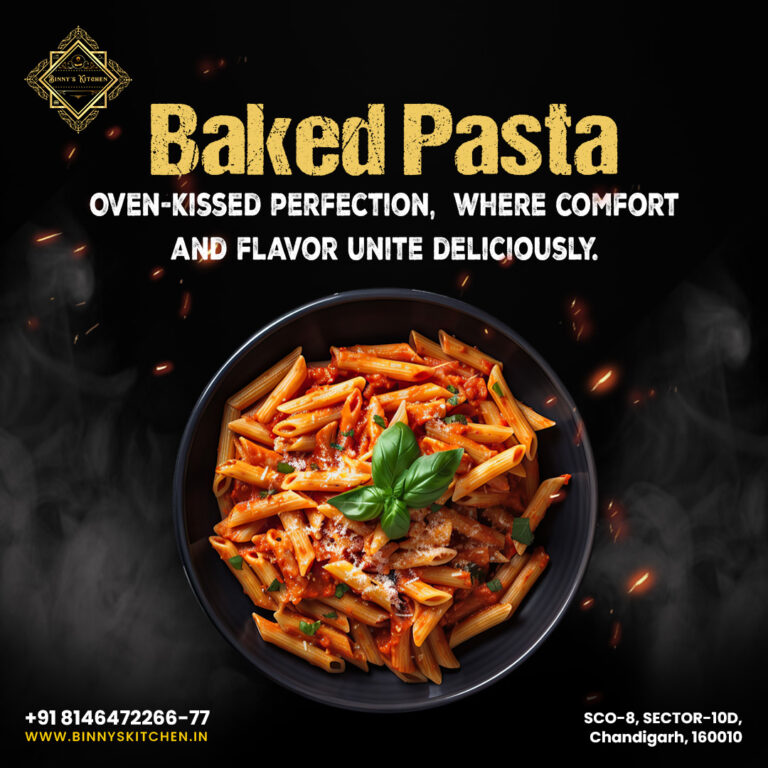 Binny's Kitchen
Baked Pasta
OVEN-KISSED PERFECTION, WHERE COMFORT
AND FLAVOR UNITE DELICIOUSLY.
+91 8146472266-77
WWW.BINNYSKITCHEN.IN
SCO-8, SECTOR-10D,
Chandigarh, 160010